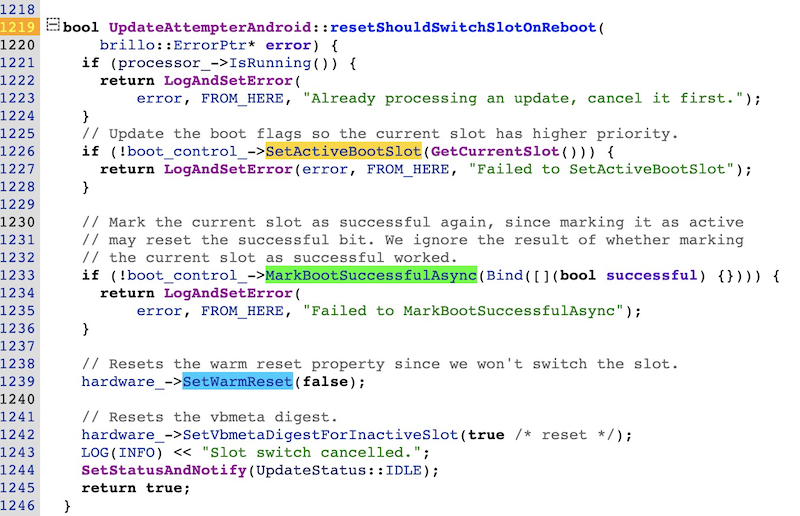 1218
1219 bool UpdateAttempterAndroid::resetShouldSwitchSlotOnReboot(
1220     brillo::ErrorPtr* error) {
1221   if (processor_->IsRunning()) {
1222     return LogAndSetError(
1223         error, FROM_HERE, "Already processing an update, cancel it first.");
1224   }
1225   // Update the boot flags so the current slot has higher priority.
1226   if (!boot_control_->SetActiveBootSlot(GetCurrentSlot())) {
1227     return LogAndSetError(error, FROM_HERE, "Failed to SetActiveBootSlot");
1228   }
1229
1230   // Mark the current slot as successful again, since marking it as active
1231   // may reset the successful bit. We ignore the result of whether marking
1232   // the current slot as successful worked.
1233   if (!boot_control_->MarkBootSuccessfulAsync(Bind([](bool successful) {}))) {
1234     return LogAndSetError(
1235         error, FROM_HERE, "Failed to MarkBootSuccessfulAsync");
1236   }
1237
1238   // Resets the warm reset property since we won't switch the slot.
1239   hardware_->SetWarmReset(false);
1240
1241   // Resets the vbmeta digest.
1242   hardware_->SetVbmetaDigestForInactiveSlot(true /* reset */);
1243   LOG(INFO) << "Slot switch cancelled.";
1244   SetStatusAndNotify(UpdateStatus::IDLE);
1245   return true;
1246 }